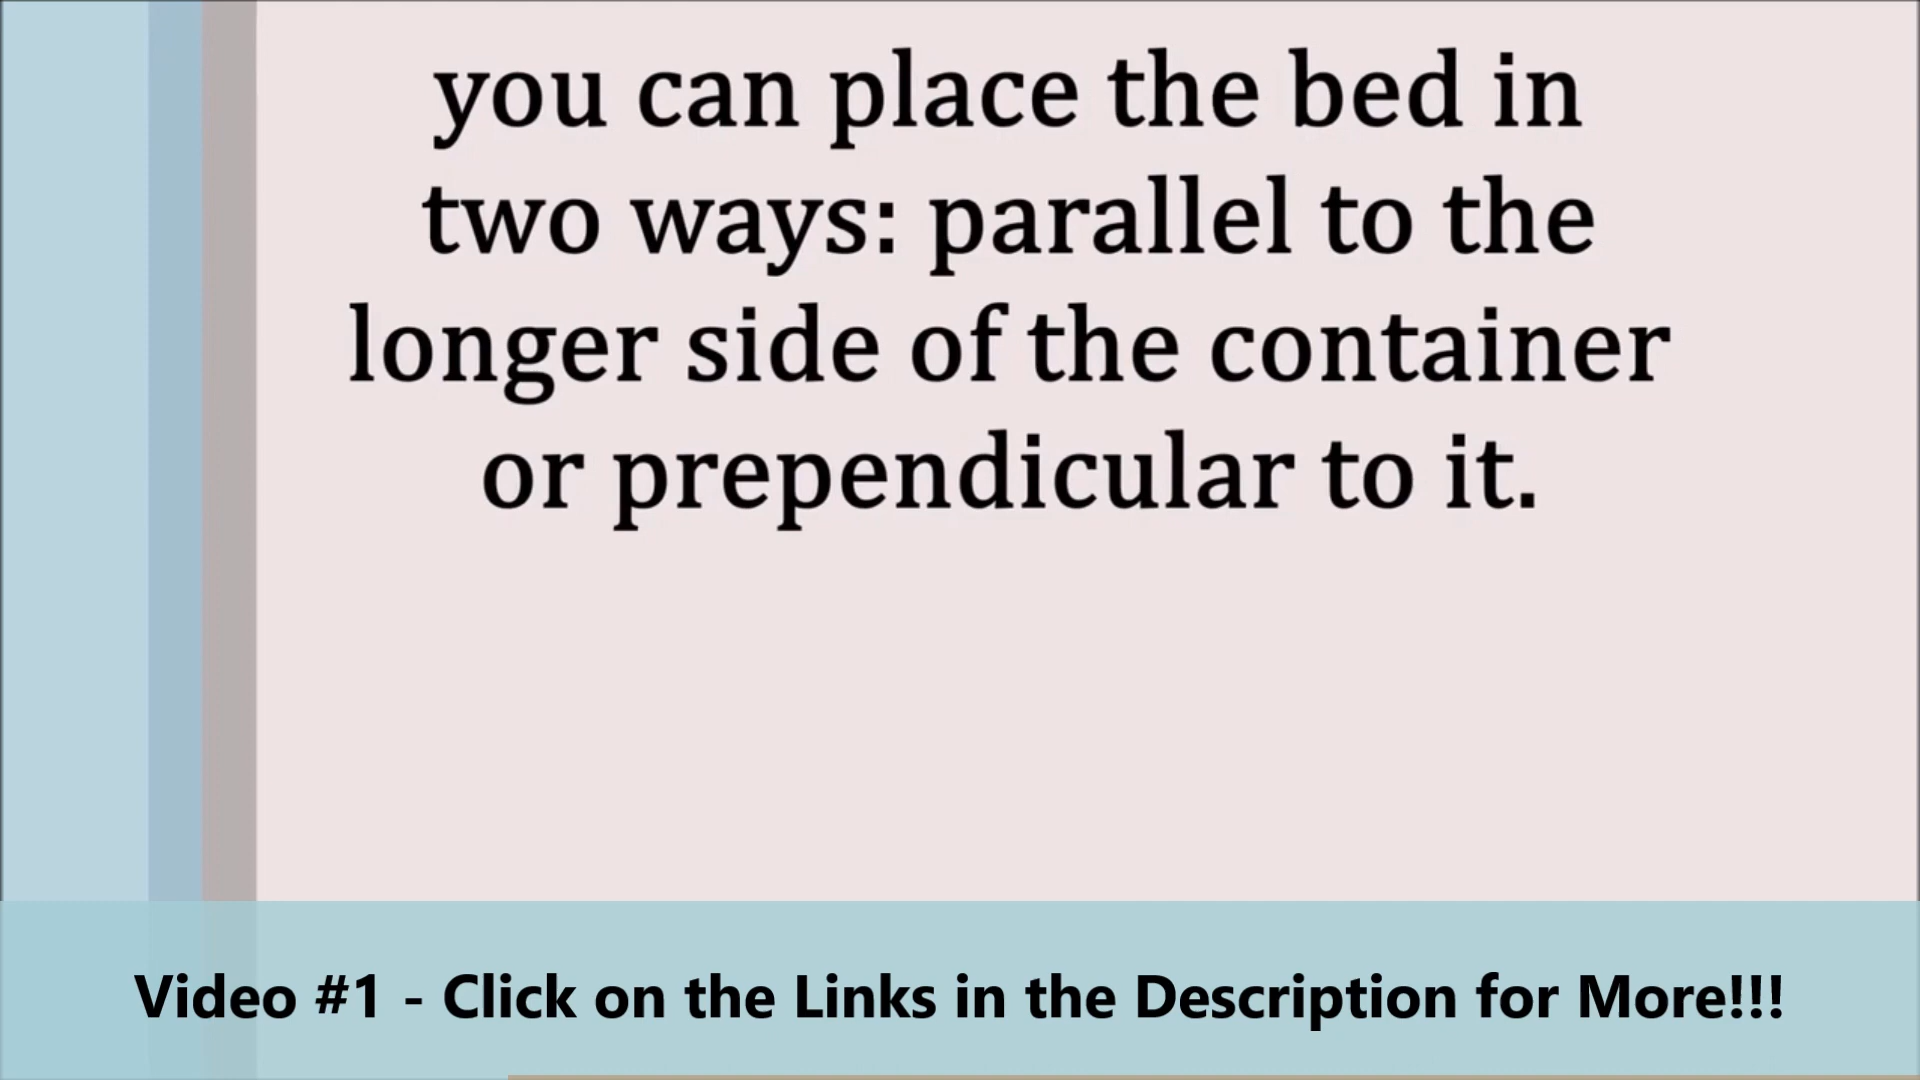 you can place the bed in
two ways: parallel to the
longer side of the container
or prependicular to it.
Video #1 - Click on the Links in the Description for More!!!